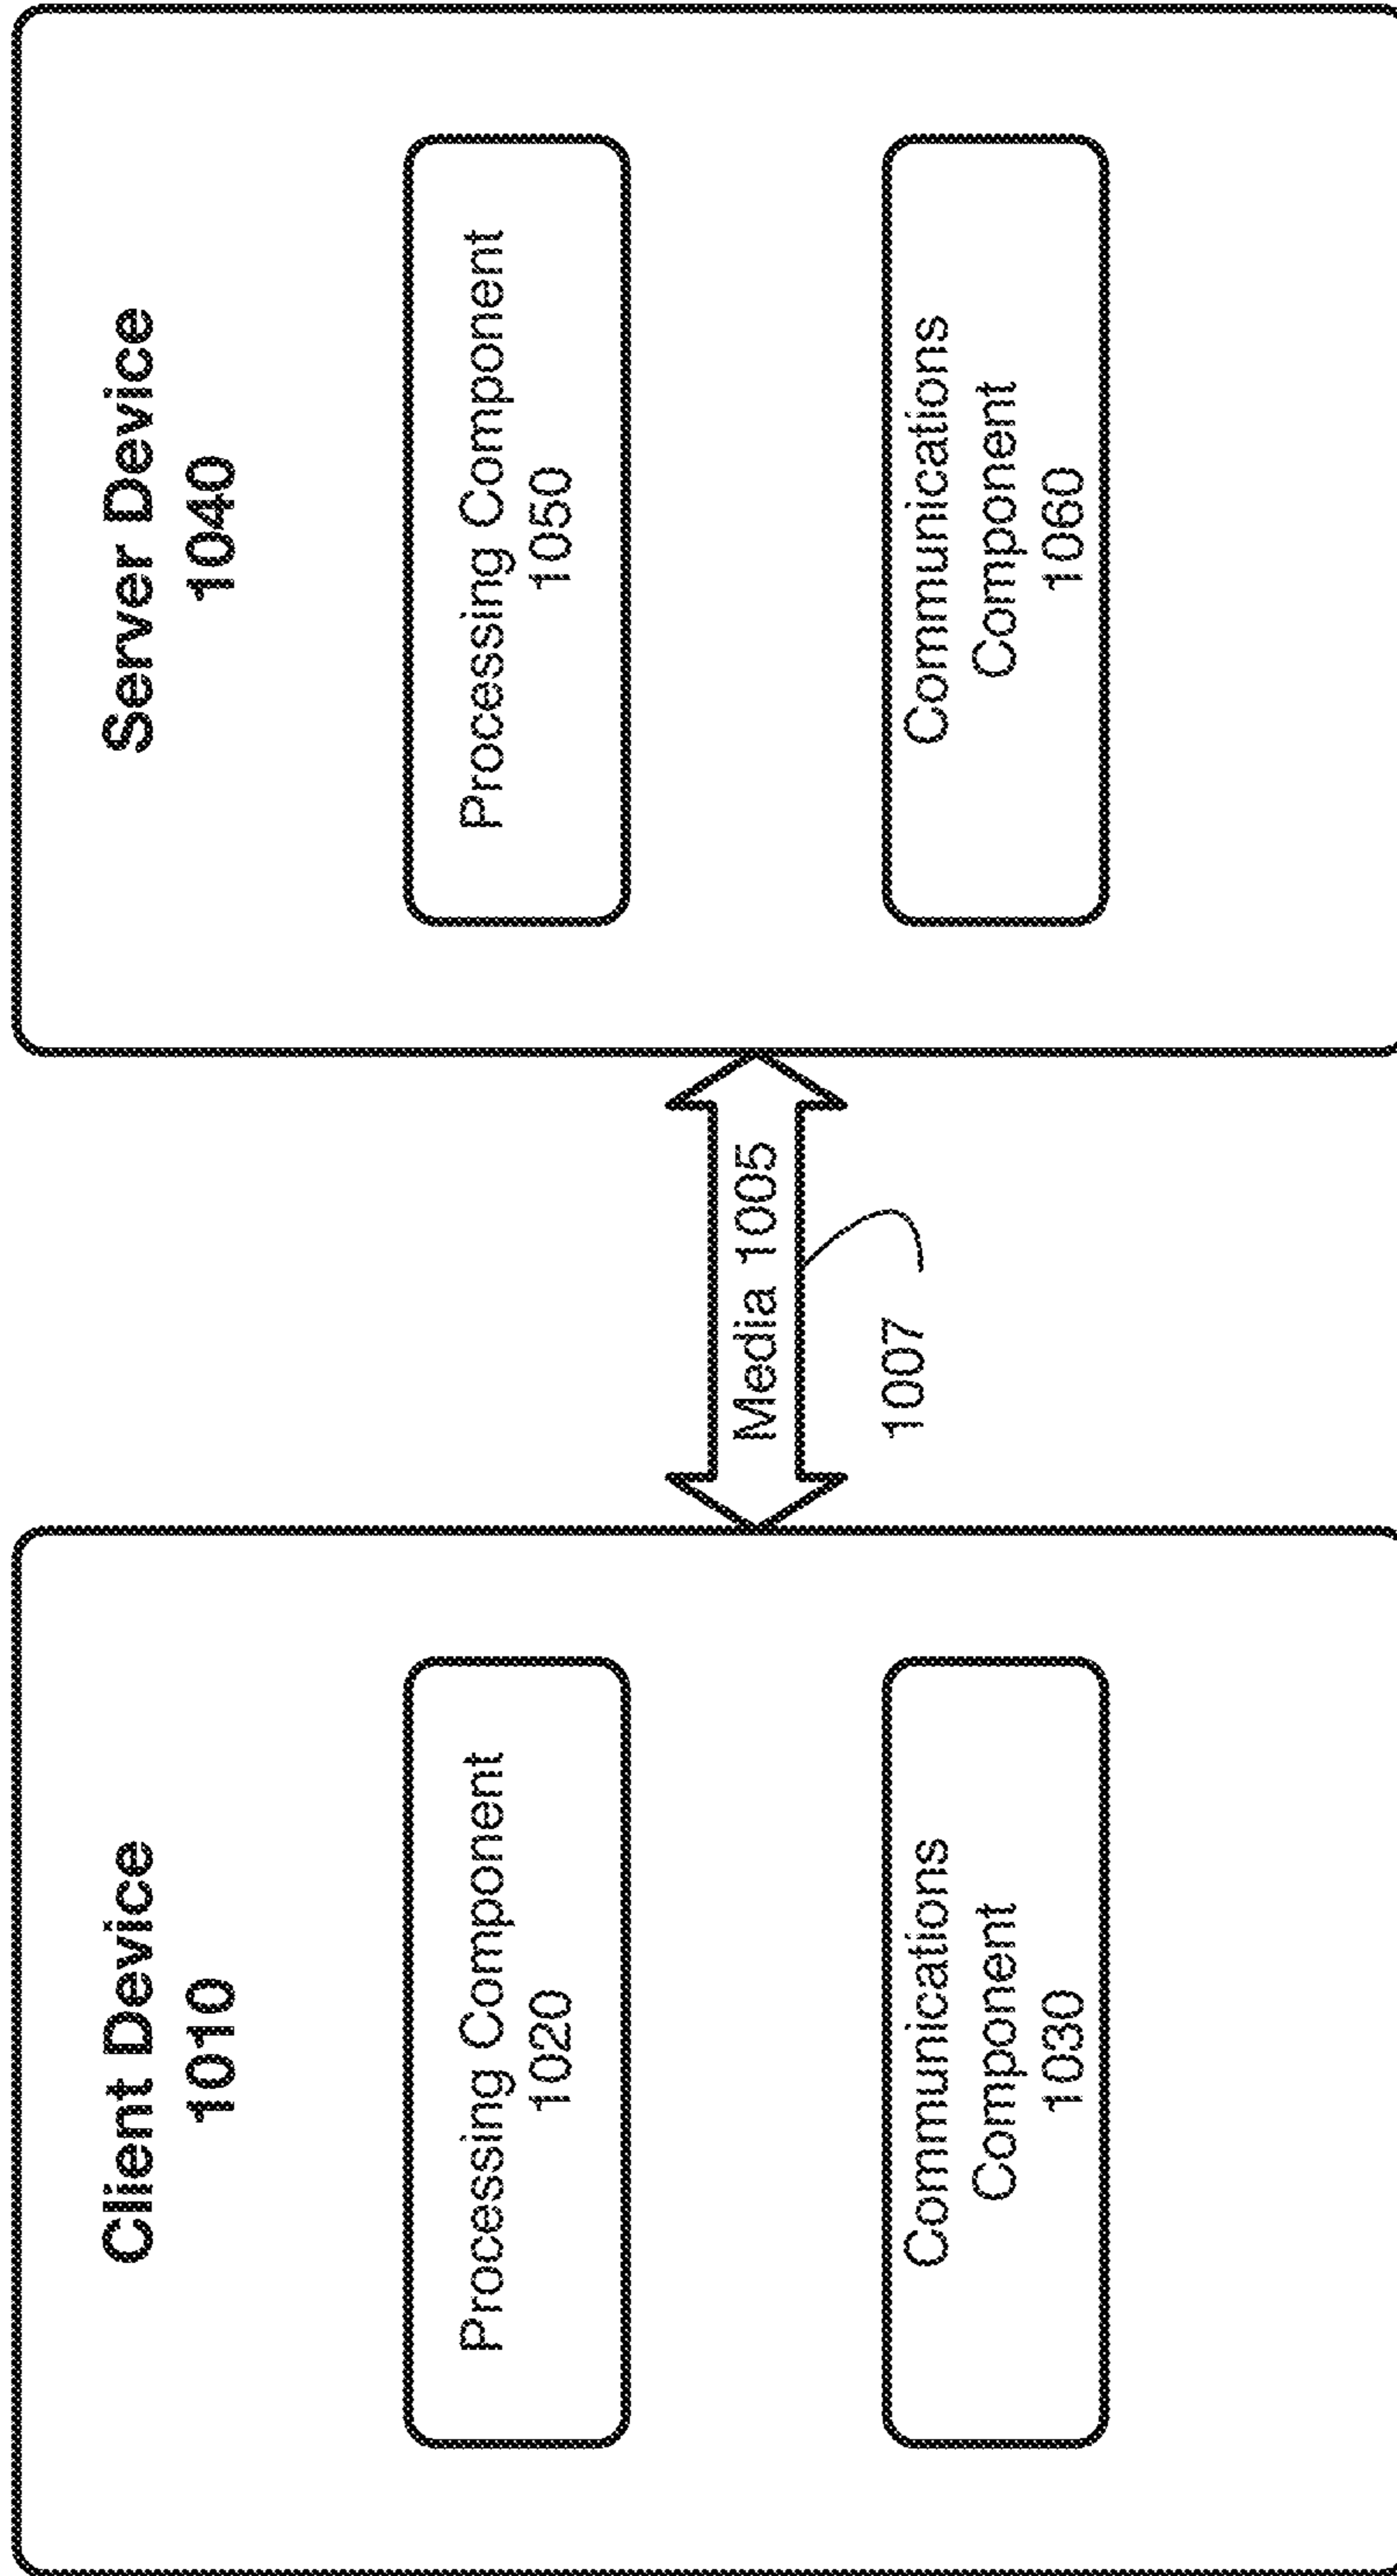 Client Device
1010
Processing Component
1020
Communications
Component
1030
Media 1005
1007
Server Device
1040
Processing Component
1050
Communications
Component
1060